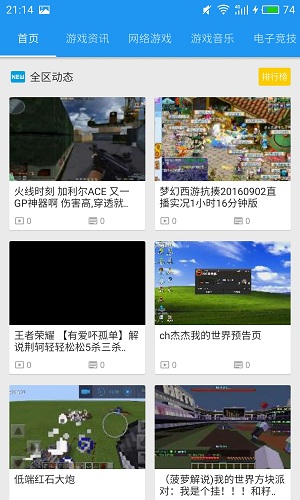 21:14
74
首页 游戏资讯 网络游戏 游戏音乐 电子竞技
NEW 全区动态 排行榜
火线时刻 加利尔ACE 又一
GP神器啊 伤害高,穿透就..
0 0
梦幻西游抗揍20160902直
播实况1小时16分钟版
0 0
王者荣耀 【有爱吥孤单】解
说荆轲轻轻松松5杀三杀..
0 0
ch杰杰我的世界预告页
0 0
低端红石大炮
（菠萝解说)我的世界方块派
对：我是个挂！！！和籽..